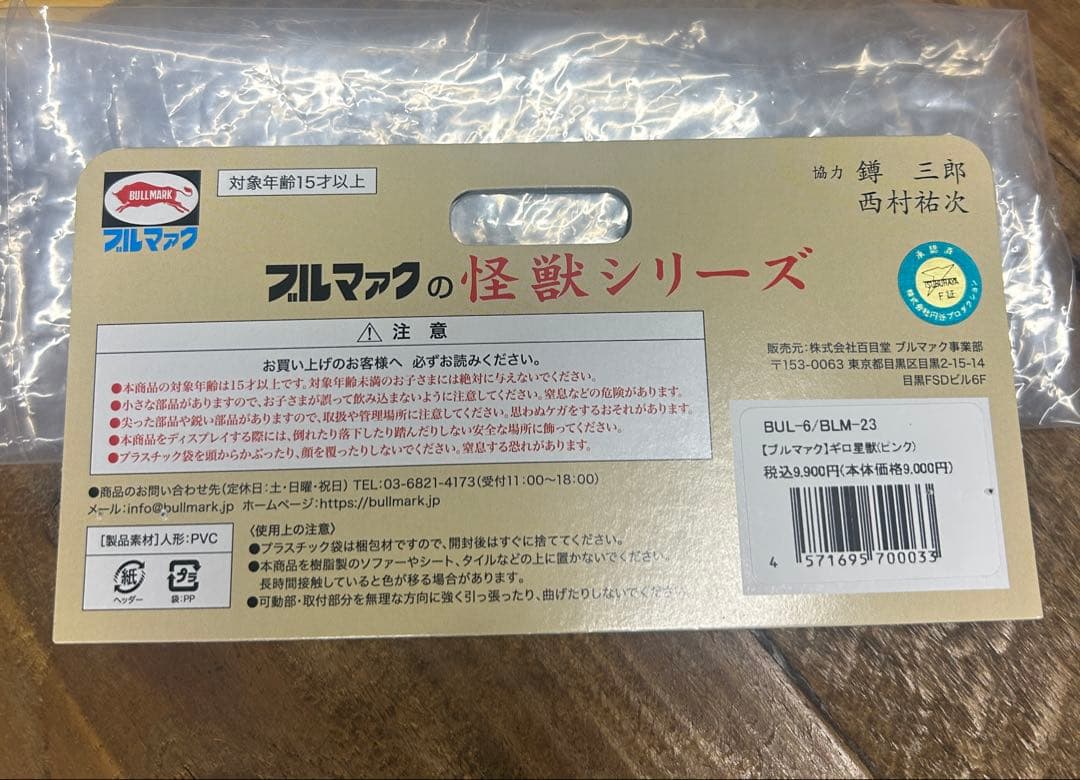 BULLMARK
ブルマァク
対象年齢15才以上
協力 鐏 三郎
西村祐次
ブルマァクの怪獣シリーズ
承認済
TSUBURAYA
F 証
株式会社円谷プロダクション
注意
お買い上げのお客様へ 必ずお読みください。
●本商品の対象年齢は15才以上です。対象年齢未満のお子さまには絶対に与えないでください。
●小さな部品がありますので、お子さまが誤って飲み込まないように注意してください。窒息などの危険があります。
●尖った部品や鋭い部品がありますので、取扱や管理場所に注意してください。思わぬケガをするおそれがあります。
●本商品をディスプレイする際には、倒れたり落下したり踏んだりしない安全な場所に飾ってください。
●プラスチック袋を頭からかぶったり、顔を覆ったりしないでください。窒息する恐れがあります。
販売元:株式会社百目堂 ブルマァク事業部
〒153-0063 東京都目黒区目黒2-15-14
目黒FSDビル6F
●商品のお問い合わせ先(定休日:土・日曜・祝日) TEL:03-6821-4173(受付11:00〜18:00)
メール:info@bullmark.jp ホームページ:https://bullmark.jp
BUL-6/BLM-23
【ブルマァク】ギロ星獣(ピンク)
税込9,900円(本体価格9,000円)
4 571695 700033
[製品素材]人形:PVC
紙
プラ
ヘッダー
袋:PP
〈使用上の注意〉
●プラスチック袋は梱包材ですので、開封後はすぐに捨ててください。
●本商品を樹脂製のソファーやシート、タイルなどの上に置かないでください。
長時間接触していると色が移る場合があります。
●可動部・取付部分を無理な方向に強く引っ張ったり、曲げたりしないでください。